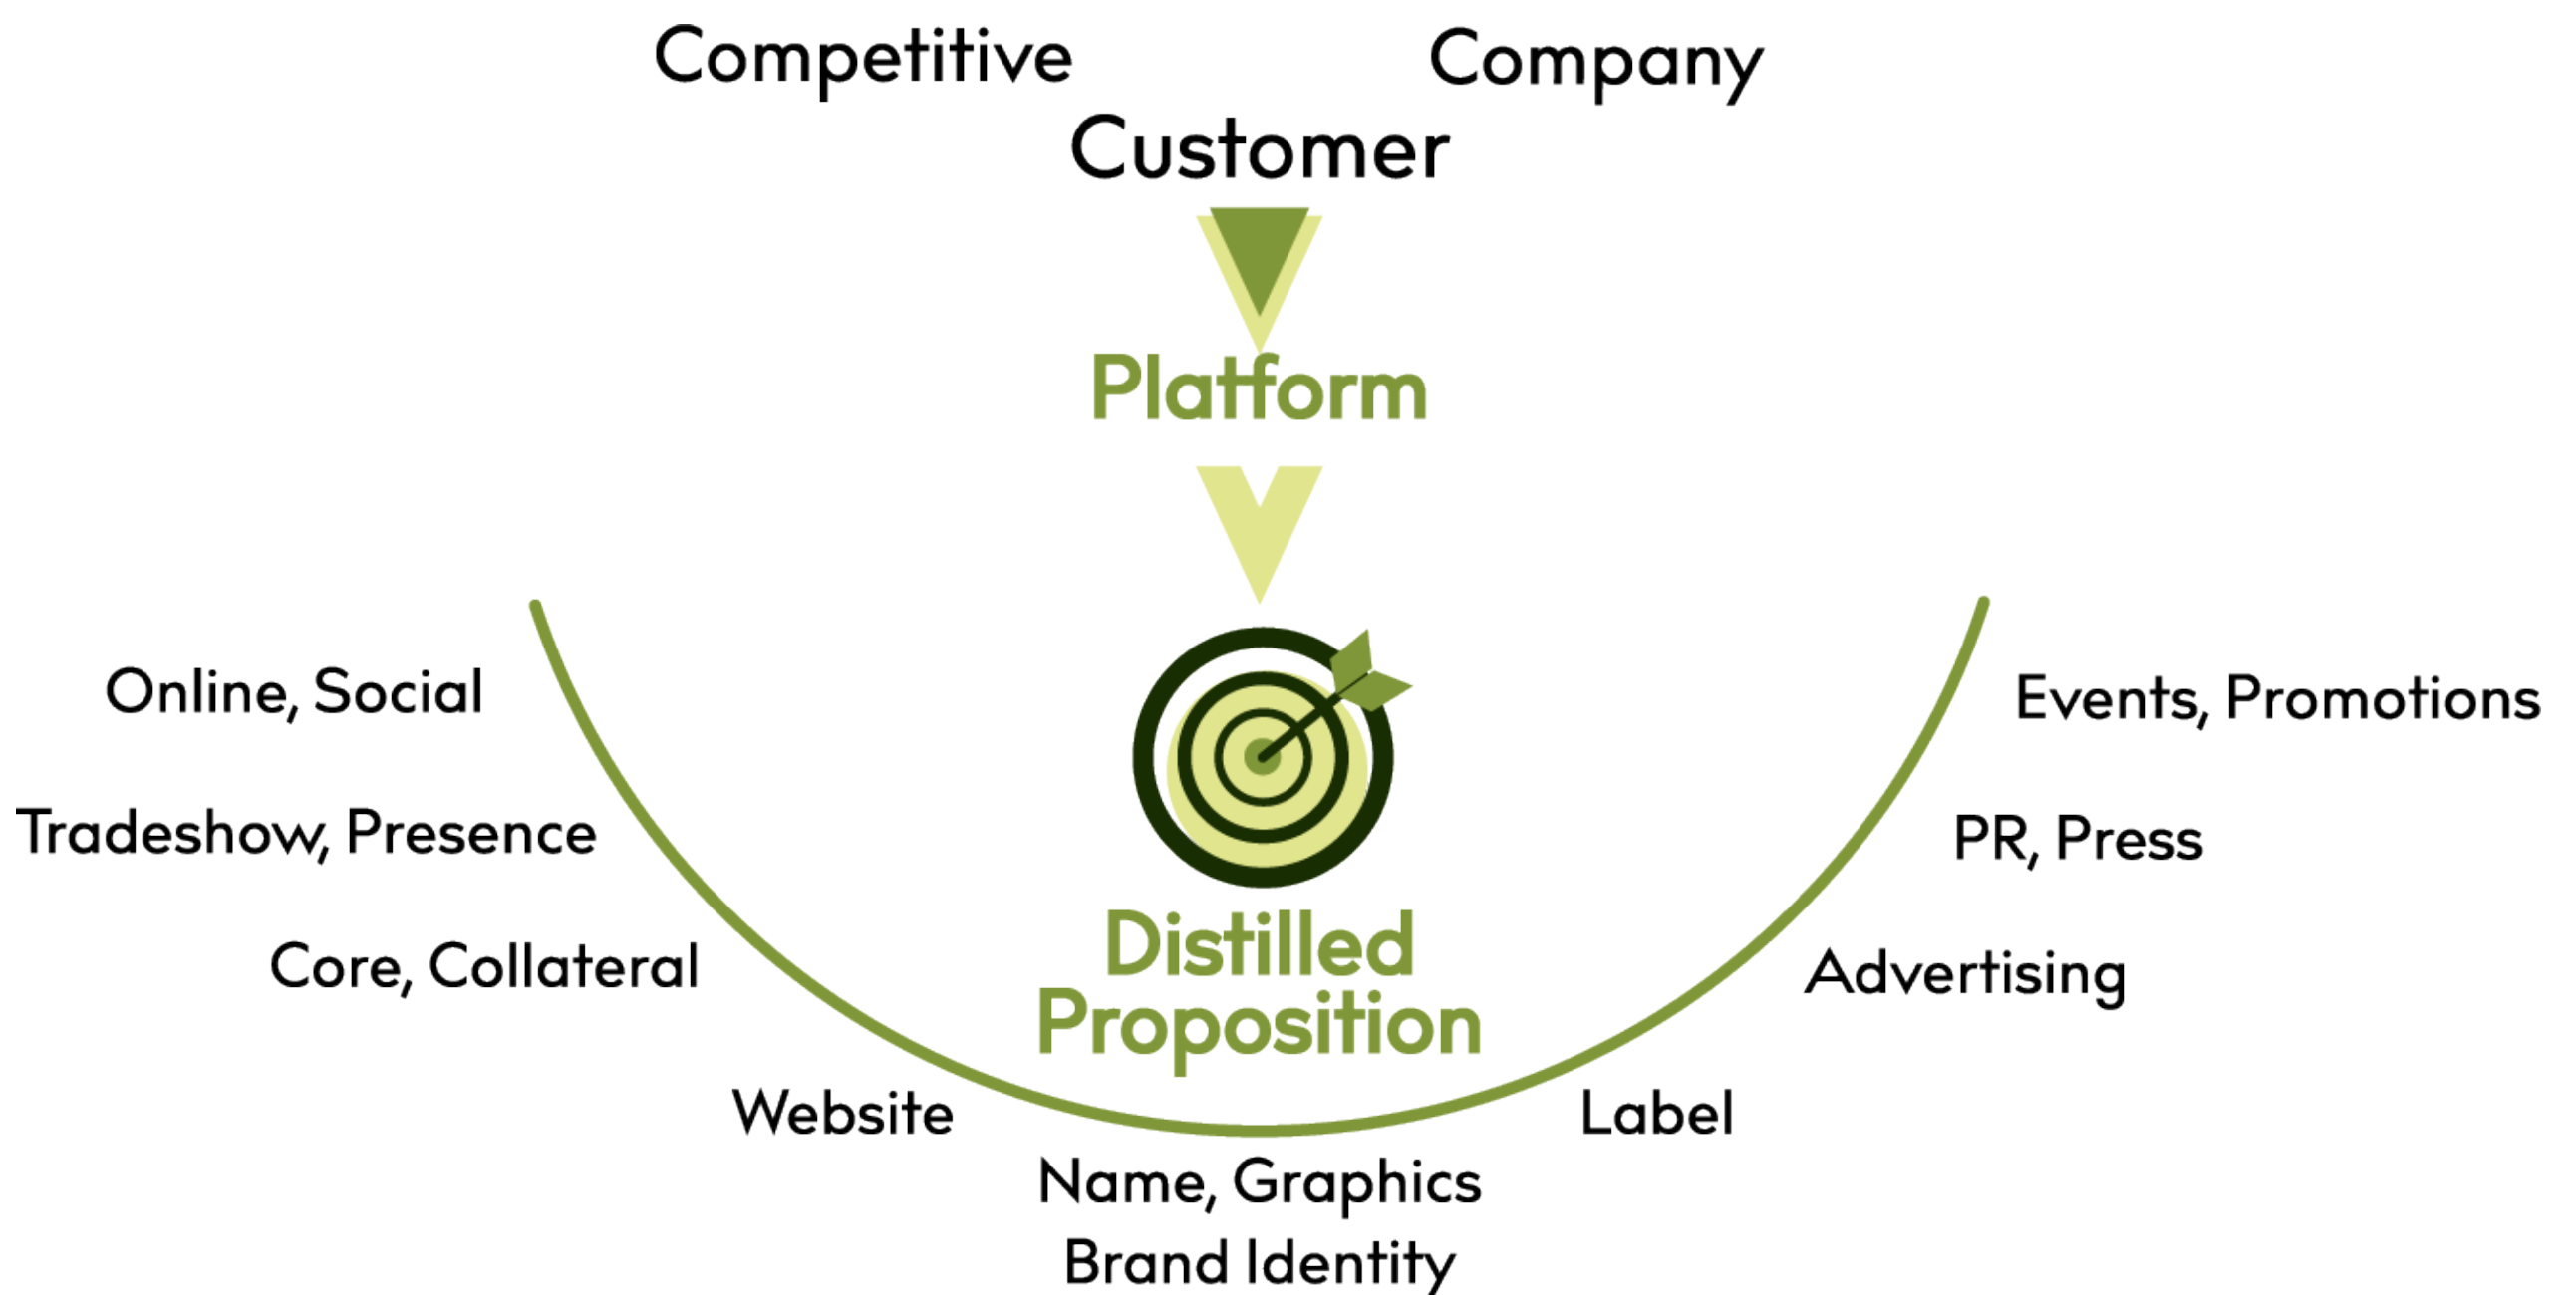 Competitive
Company
Customer
Platform
Online, Social
Events, Promotions
Tradeshow, Presence
PR, Press
Distilled
Proposition
Core, Collateral
Advertising
Website
Label
Name, Graphics
Brand Identity